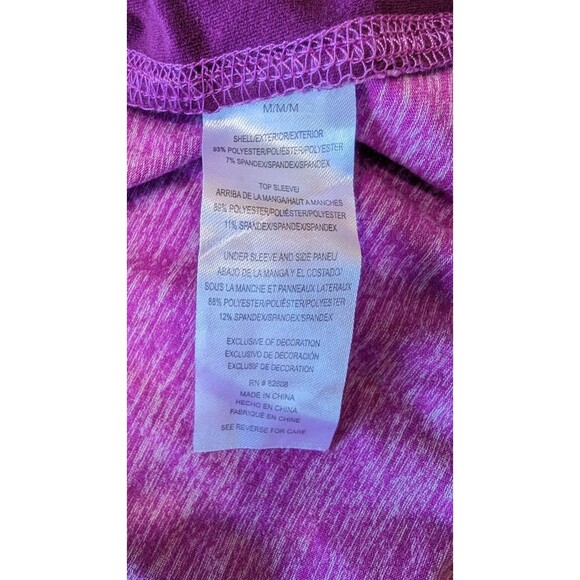 M/M/M
SHELL/EXTERIOR/EXTERIOR
93% POLYESTER/POLIÉSTER/POLYESTER
7% SPANDEX/SPANDEX/SPANDEX
TOP SLEEVE/
ARRIBA DE LA MANGA/HAUT A MANCHES
89% POLYESTER/POLIÉSTER/POLYESTER
11% SPANDEX/SPANDEX/SPANDEX
UNDER SLEEVE AND SIDE PANEL/
ABAJO DE LA MANGA Y EL COSTADO/
SOUS LA MANCHE ET PANNEAUX LATERAUX
88% POLYESTER/POLIÉSTER/POLYESTER
12% SPANDEX/SPANDEX/SPANDEX
EXCLUSIVE OF DECORATION
EXCLUSIVO DE DECORACIÓN
EXCLUSIF DE DECORATION
RN # 82608
MADE IN CHINA
HECHO EN CHINA
FABRIQUE EN CHINE
SEE REVERSE FOR CARE